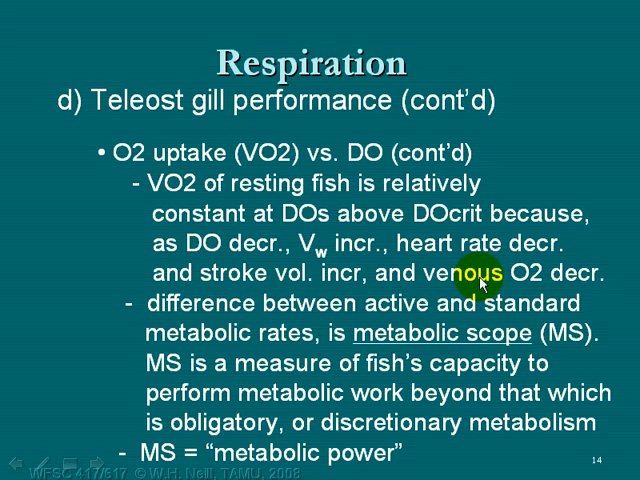 Respiration
d) Teleost gill performance (cont'd)
• O2 uptake (VO2) vs. DO (cont'd)
- VO2 of resting fish is relatively
constant at DOs above DOcrit because,
as DO decr., Vw incr., heart rate decr.
and stroke vol. incr, and venous O2 decr.
- difference between active and standard
metabolic rates, is metabolic scope (MS).
MS is a measure of fish's capacity to
perform metabolic work beyond that which
is obligatory, or discretionary metabolism
- MS = "metabolic power"
14
WFSC 417/617 © W.H. Neill, TAMU, 2008